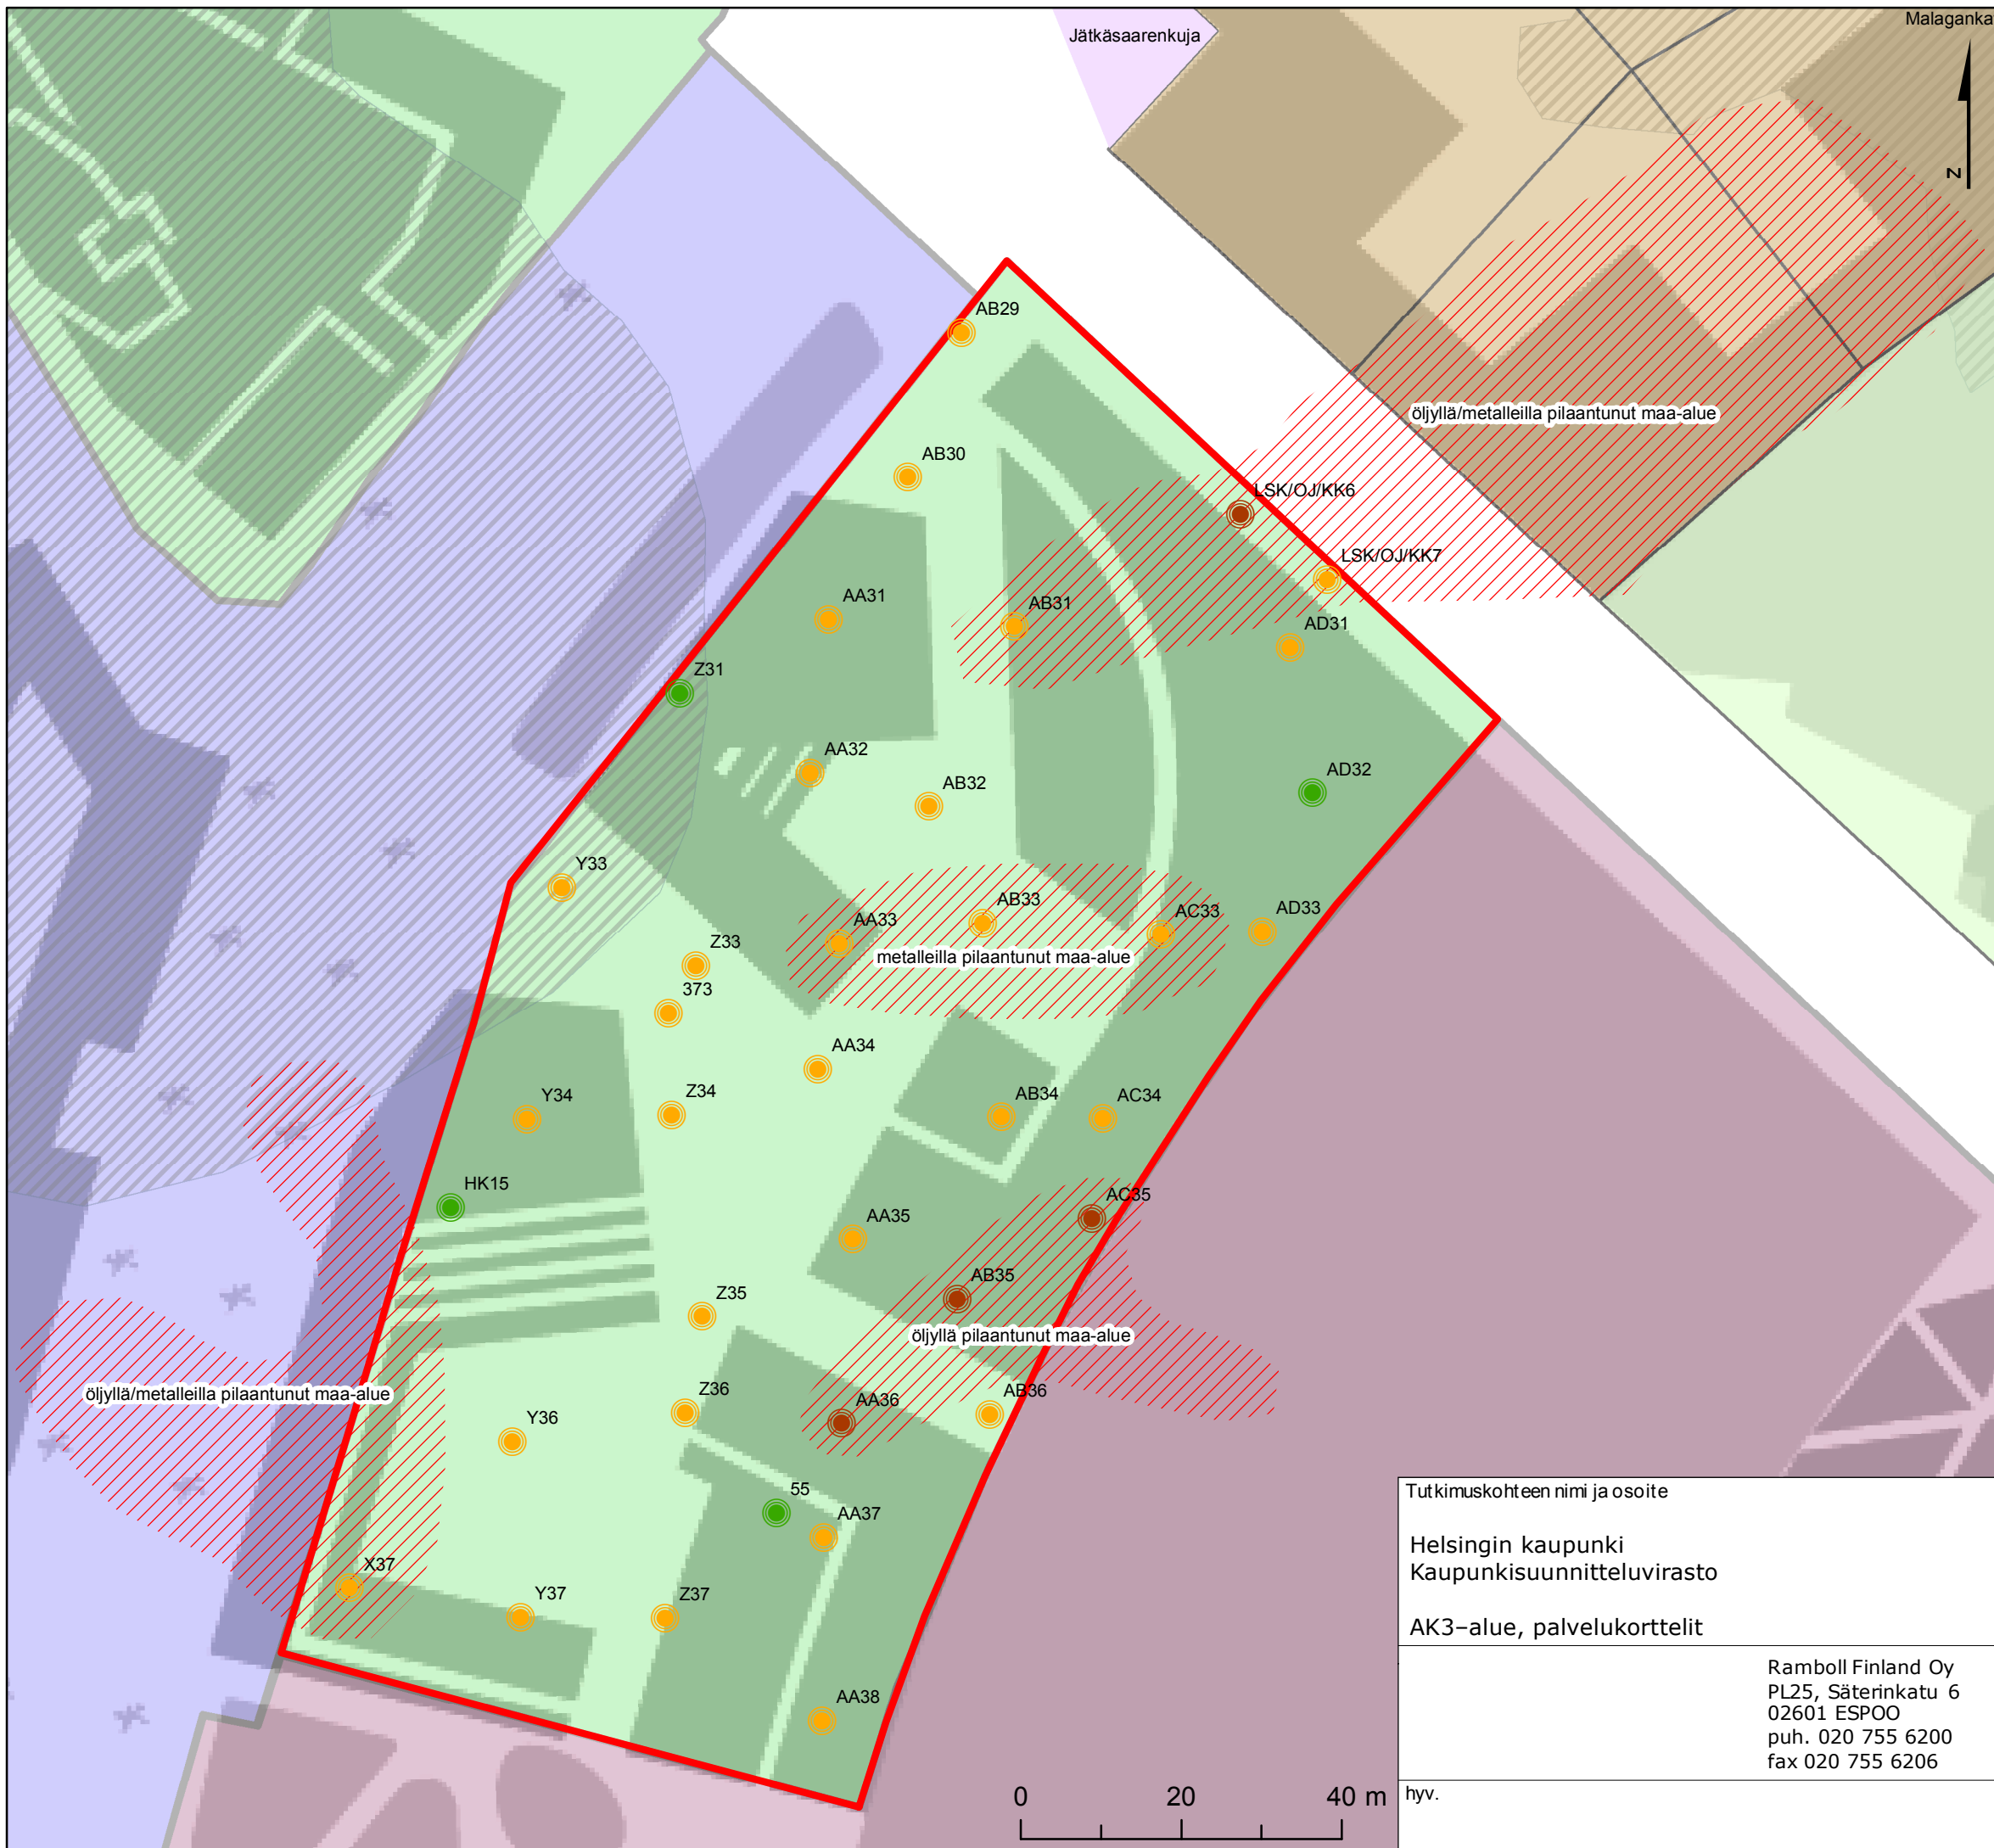 Jätkäsaarenkuja
Malaganka
N
AB29
öljyllä/metalleilla pilaantunut maa-alue
AB30
LSK/OJ/KK6
LSK/OJ/KK7
AA31
AB31
AD31
Z31
AA32
AB32
AD32
Y33
AA33
AB33
AC33
AD33
metalleilla pilaantunut maa-alue
Z33
373
AA34
Y34
Z34
AB34
AC34
HK15
AC35
AA35
AB35
Z35
öljyllä pilaantunut maa-alue
öljyllä/metalleilla pilaantunut maa-alue
Z36
AA36
AB36
Y36
55
AA37
X37
Y37
Z37
AA38
0 20 40 m
Tutkimuskohteen nimi ja osoite
Helsingin kaupunki
Kaupunkisuunnitteluvirasto
AK3-alue, palvelukorttelit
Ramboll Finland Oy
PL25, Säterinkatu 6
02601 ESPOO
puh. 020 755 6200
fax 020 755 6206
hyv.